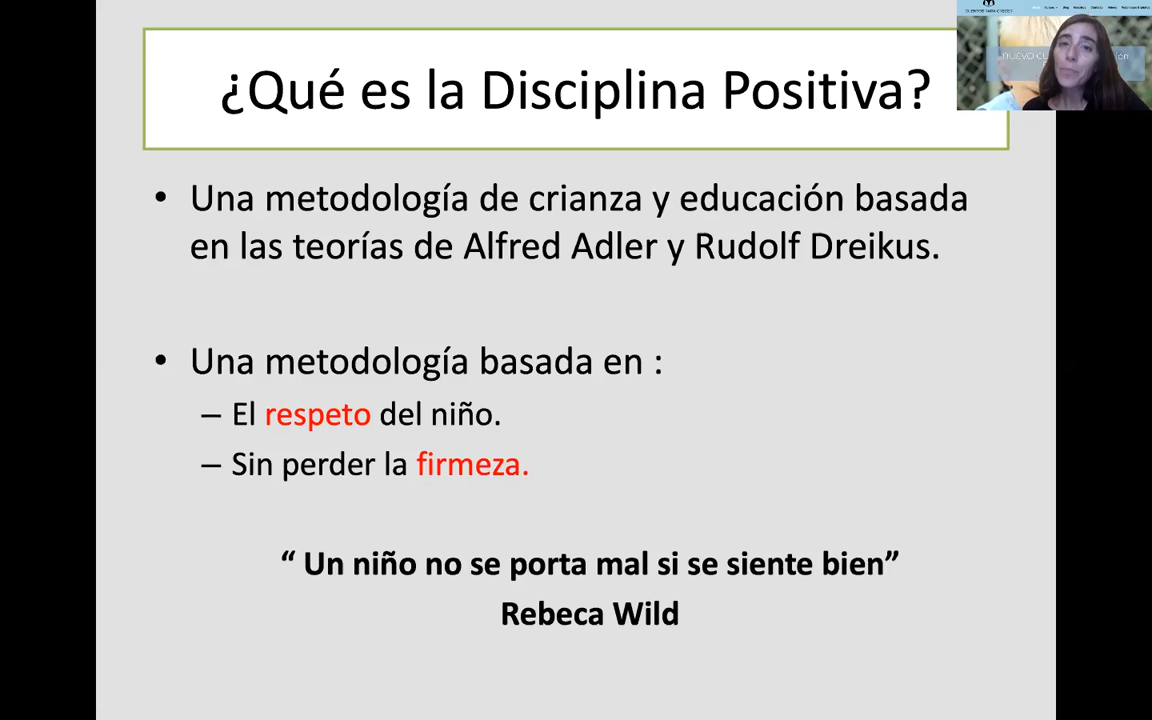 ¿Qué es la Disciplina Positiva?
• Una metodología de crianza y educación basada
en las teorías de Alfred Adler y Rudolf Dreikus.
• Una metodología basada en :
– El respeto del niño.
– Sin perder la firmeza.
“ Un niño no se porta mal si se siente bien”
Rebeca Wild